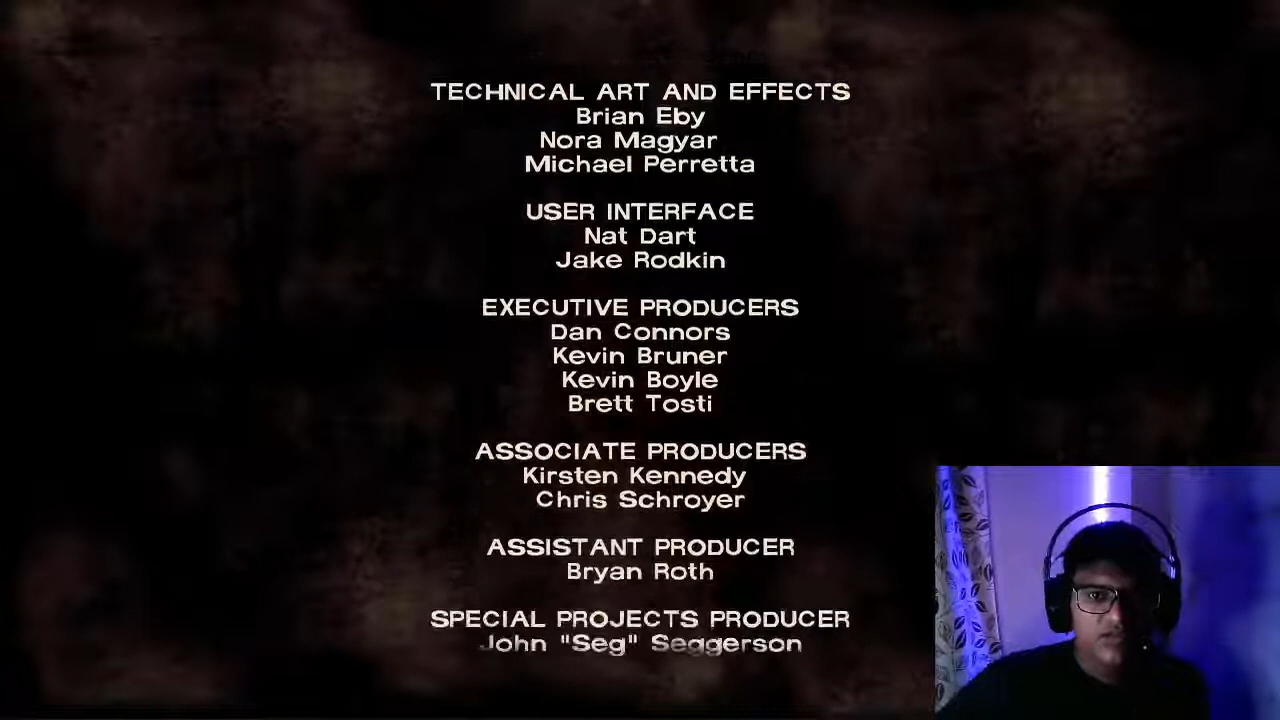 TECHNICAL ART AND EFFECTS
Brian Eby
Nora Magyar
Michael Perretta
USER INTERFACE
Nat Dart
Jake Rodkin
EXECUTIVE PRODUCERS
Dan Connors
Kevin Bruner
Kevin Boyle
Brett Tosti
ASSOCIATE PRODUCERS
Kirsten Kennedy
Chris Schroyer
ASSISTANT PRODUCER
Bryan Roth
SPECIAL PROJECTS PRODUCER
John "Seg" Seggerson